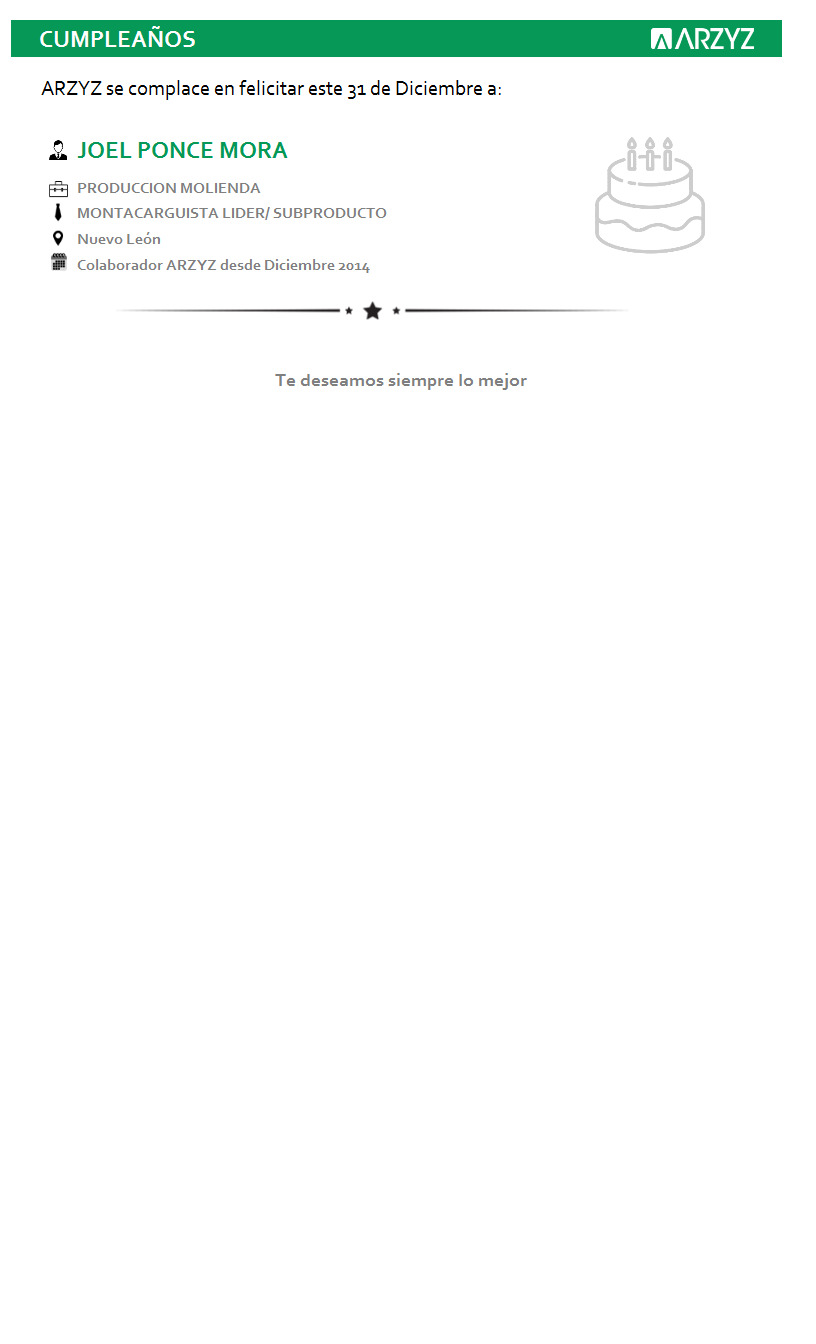 CUMPLEAÑOS
ARZYZ
ARZYZ se complace en felicitar este 31 de Diciembre a:
JOEL PONCE MORA
PRODUCCION MOLIENDA
MONTACARGUISTA LIDER/ SUBPRODUCTO
Nuevo León
Colaborador ARZYZ desde Diciembre 2014
Te deseamos siempre lo mejor